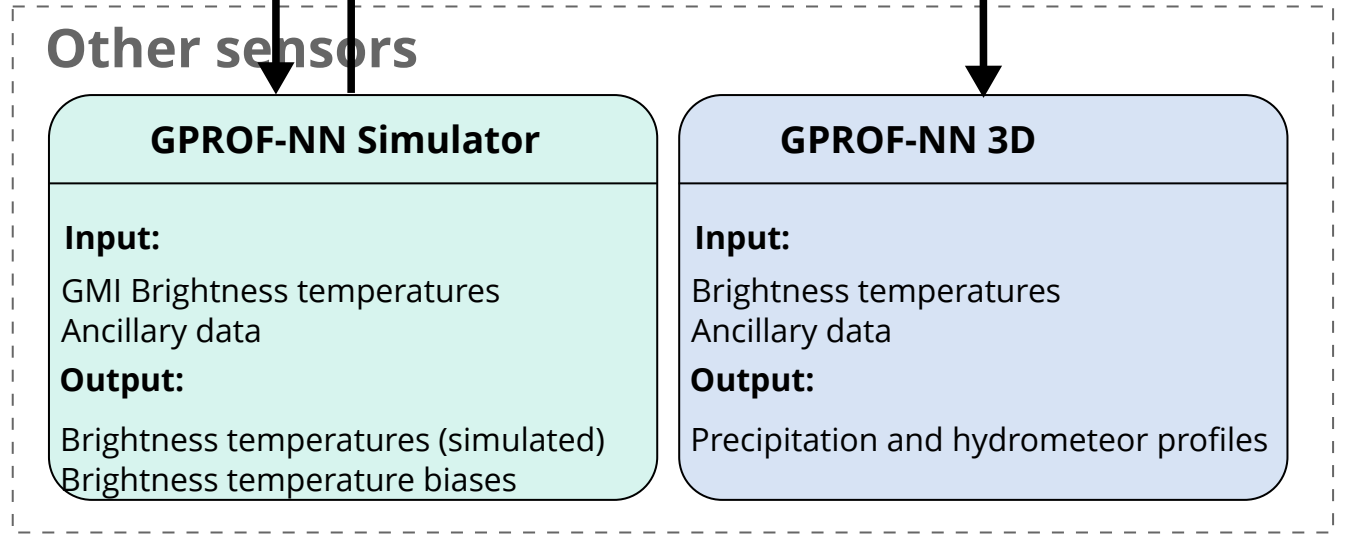 Other sensors
GPROF-NN Simulator
Input:
GMI Brightness temperatures
Ancillary data
Output:
Brightness temperatures (simulated)
Brightness temperature biases
GPROF-NN 3D
Input:
Brightness temperatures
Ancillary data
Output:
Precipitation and hydrometeor profiles